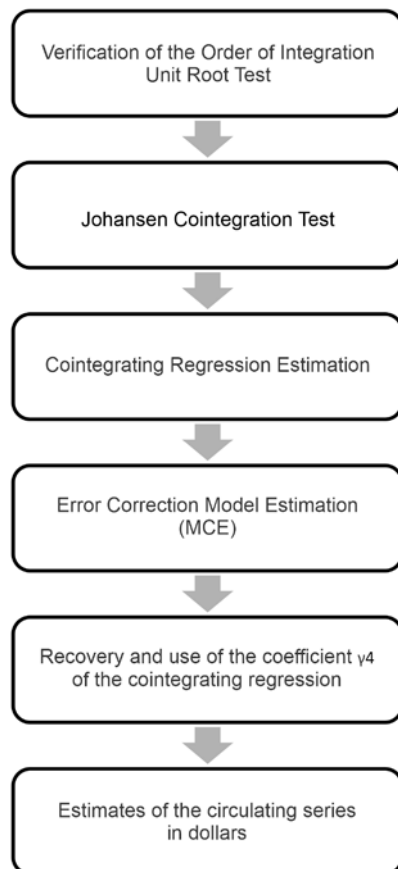 Verification of the Order of Integration
Unit Root Test
Johansen Cointegration Test
Cointegrating Regression Estimation
Error Correction Model Estimation
(MCE)
Recovery and use of the coefficient γ4
of the cointegrating regression
Estimates of the circulating series
in dollars